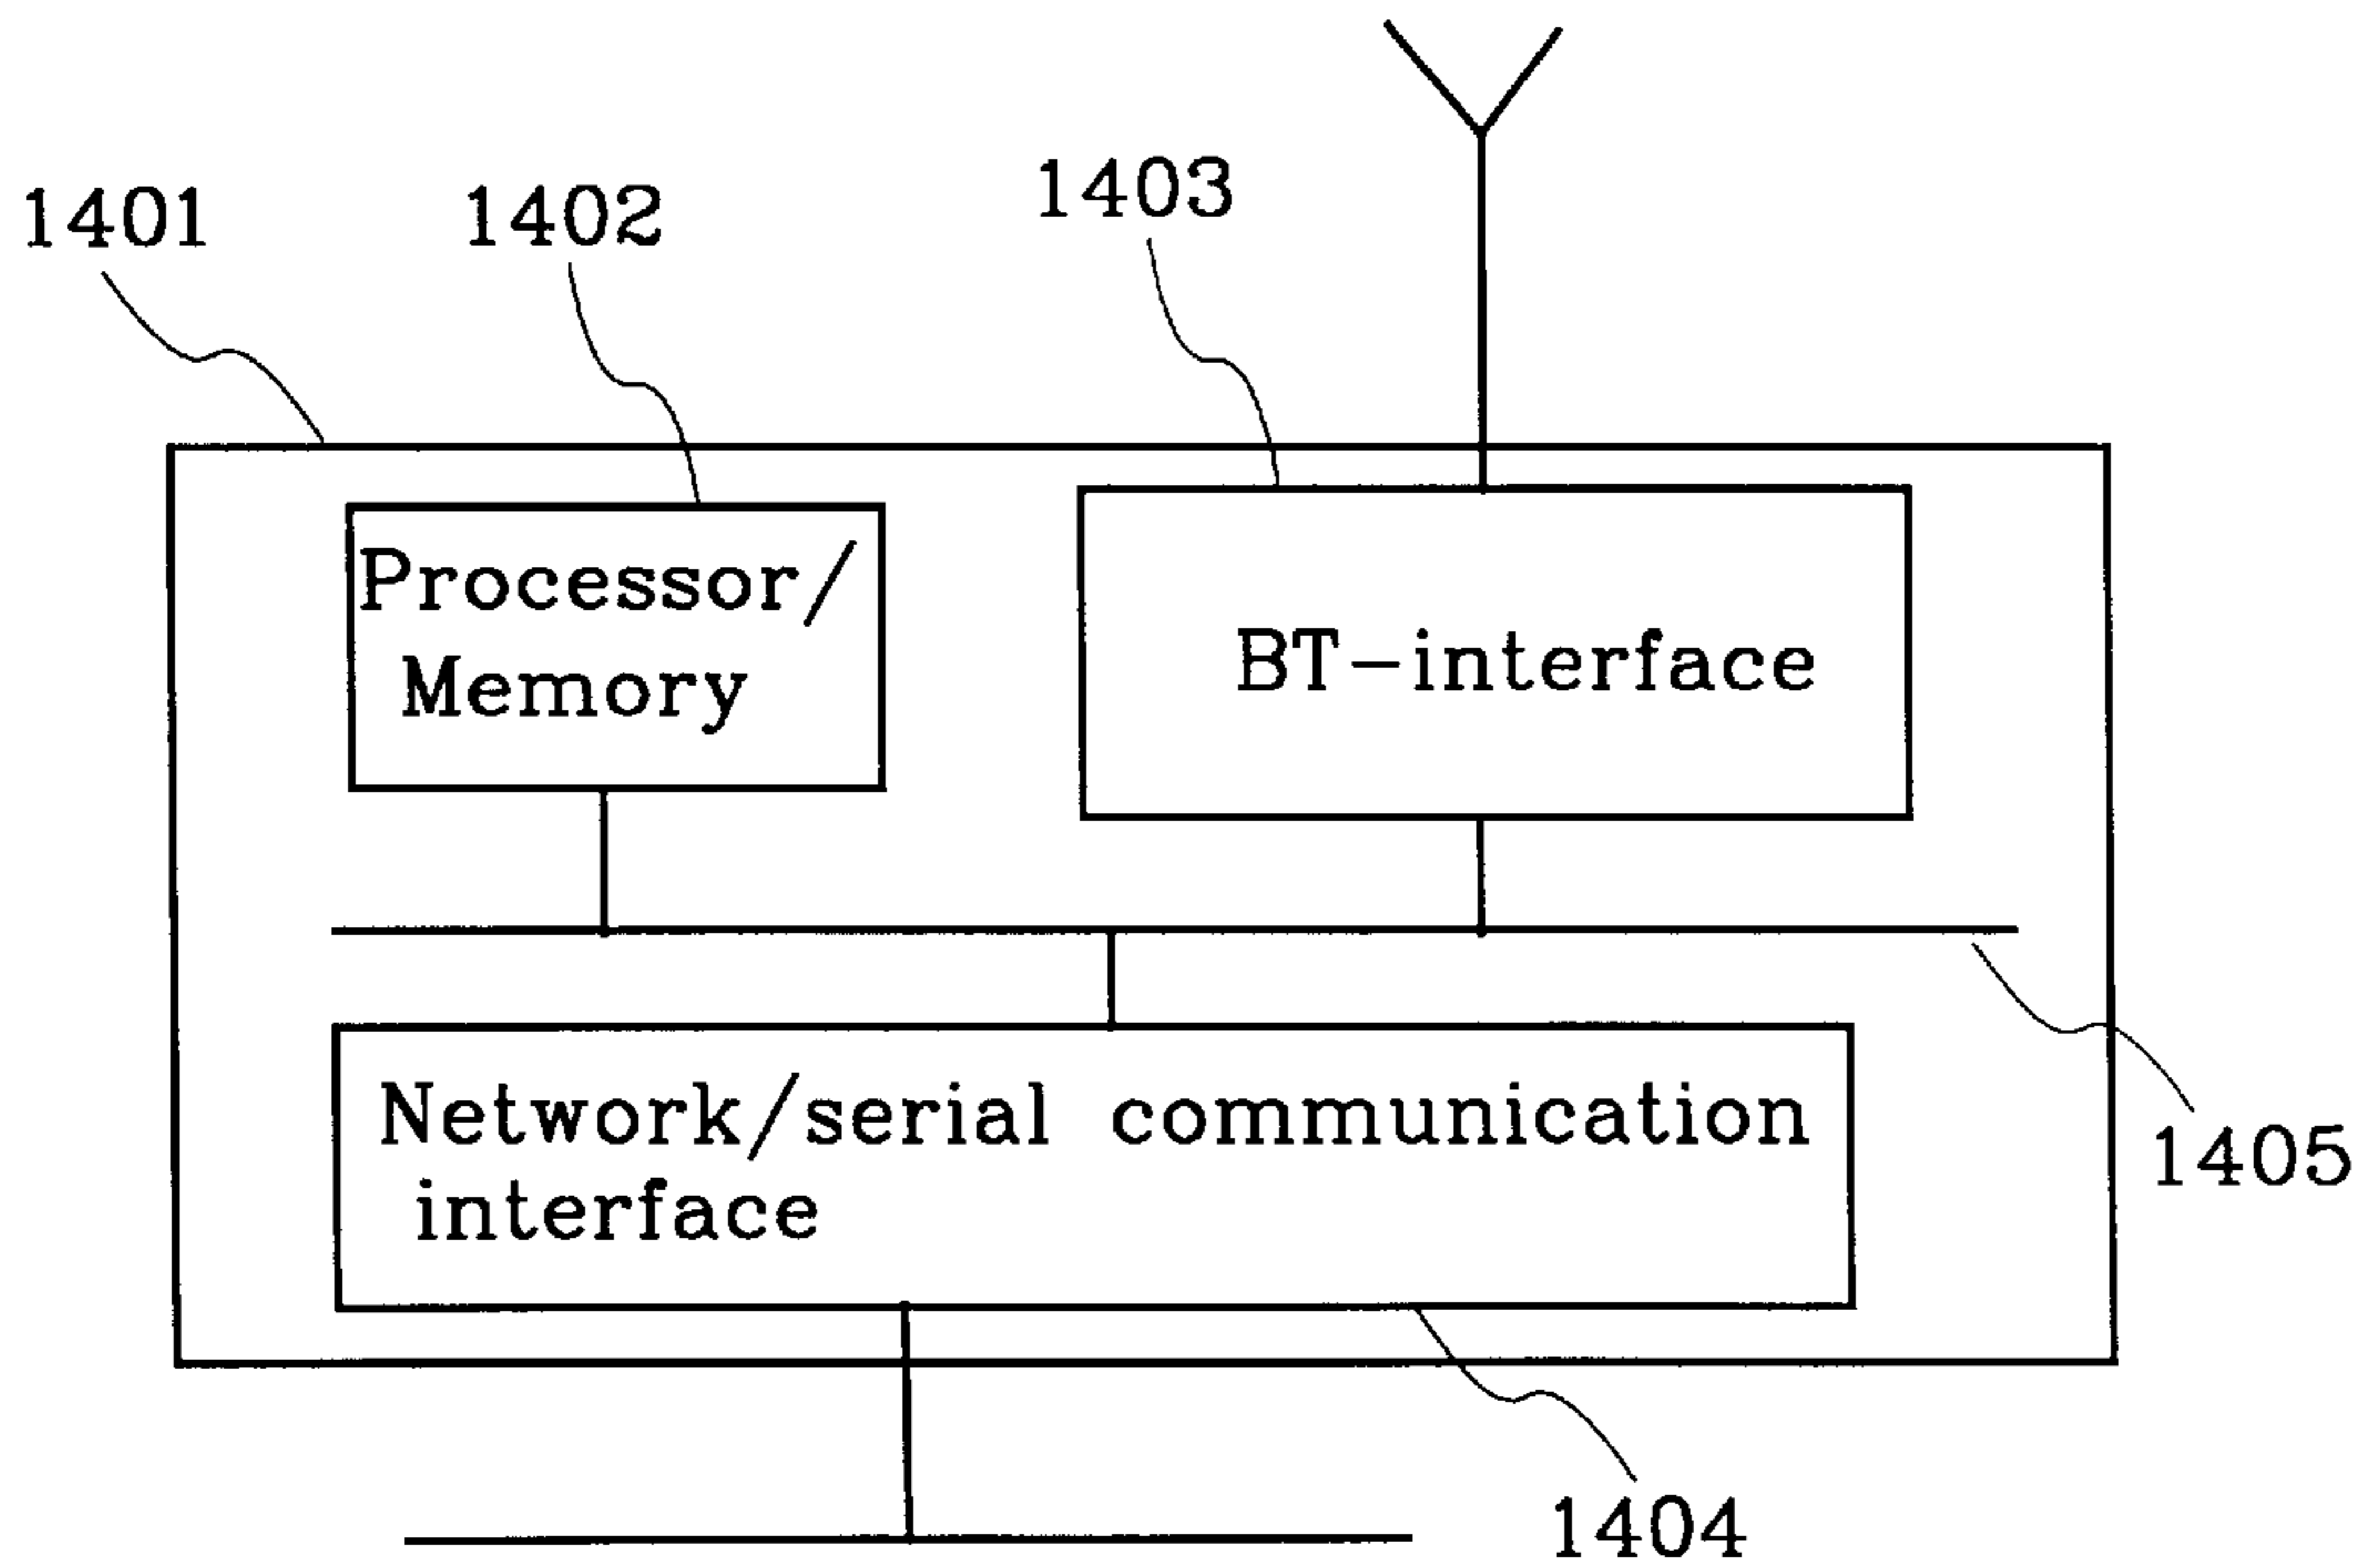 1401
1402
1403
Processor/
Memory
BT-interface
Network/serial communication
interface
1405
1404